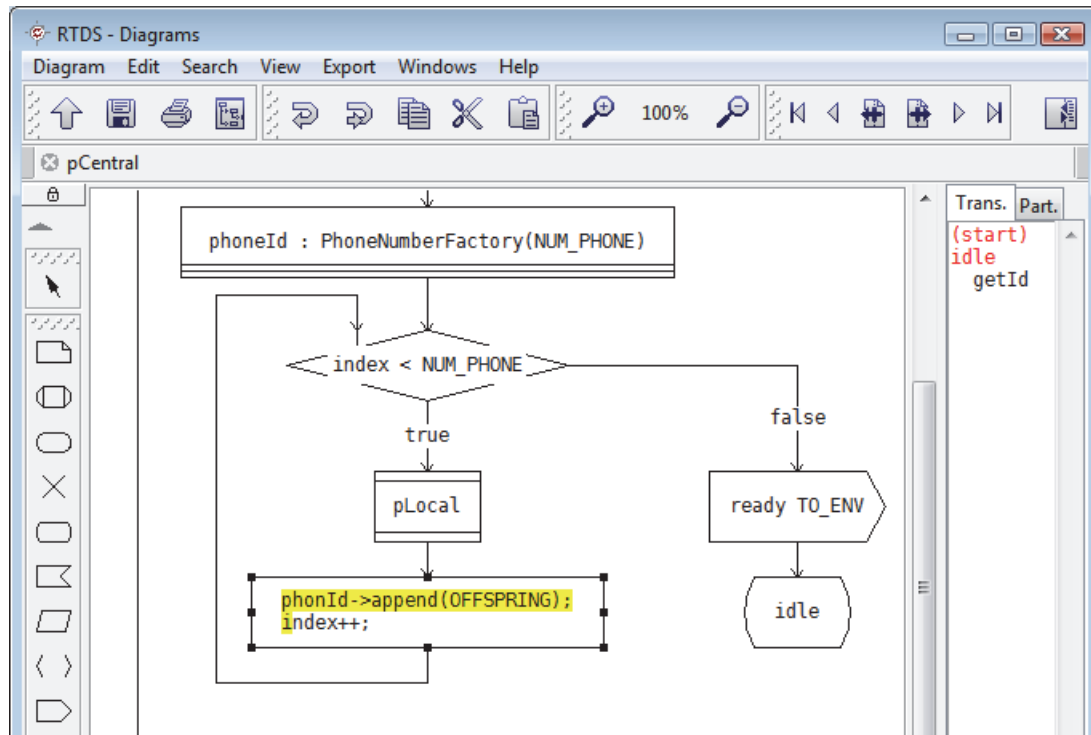 RTDS - Diagrams
Diagram Edit Search View Export Windows Help
100%
pCentral
Trans. Part.
(start)
idle
getId
phoneId : PhoneNumberFactory(NUM_PHONE)
index < NUM_PHONE
true
false
pLocal
ready TO_ENV
phonId->append(OFFSPRING);
index++;
idle